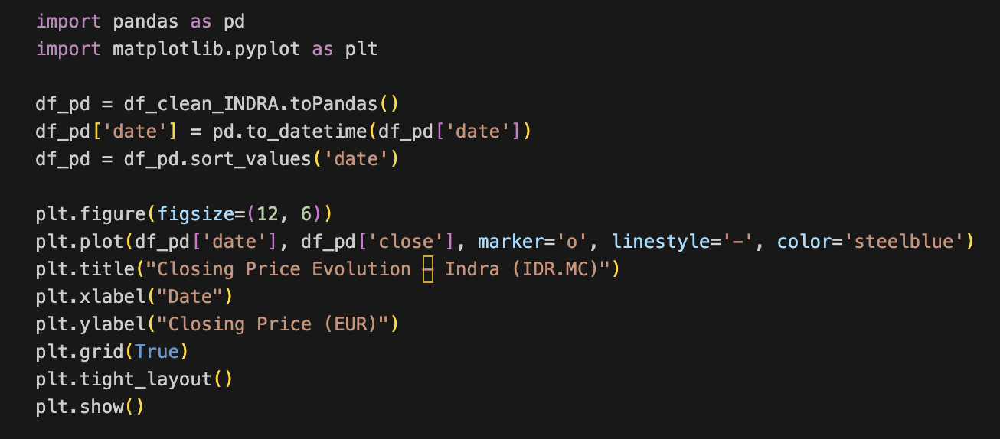 import pandas as pd
import matplotlib.pyplot as plt

df_pd = df_clean_INDRA.toPandas()
df_pd['date'] = pd.to_datetime(df_pd['date'])
df_pd = df_pd.sort_values('date')

plt.figure(figsize=(12, 6))
plt.plot(df_pd['date'], df_pd['close'], marker='o', linestyle='-', color='steelblue')
plt.title("Closing Price Evolution – Indra (IDR.MC)")
plt.xlabel("Date")
plt.ylabel("Closing Price (EUR)")
plt.grid(True)
plt.tight_layout()
plt.show()